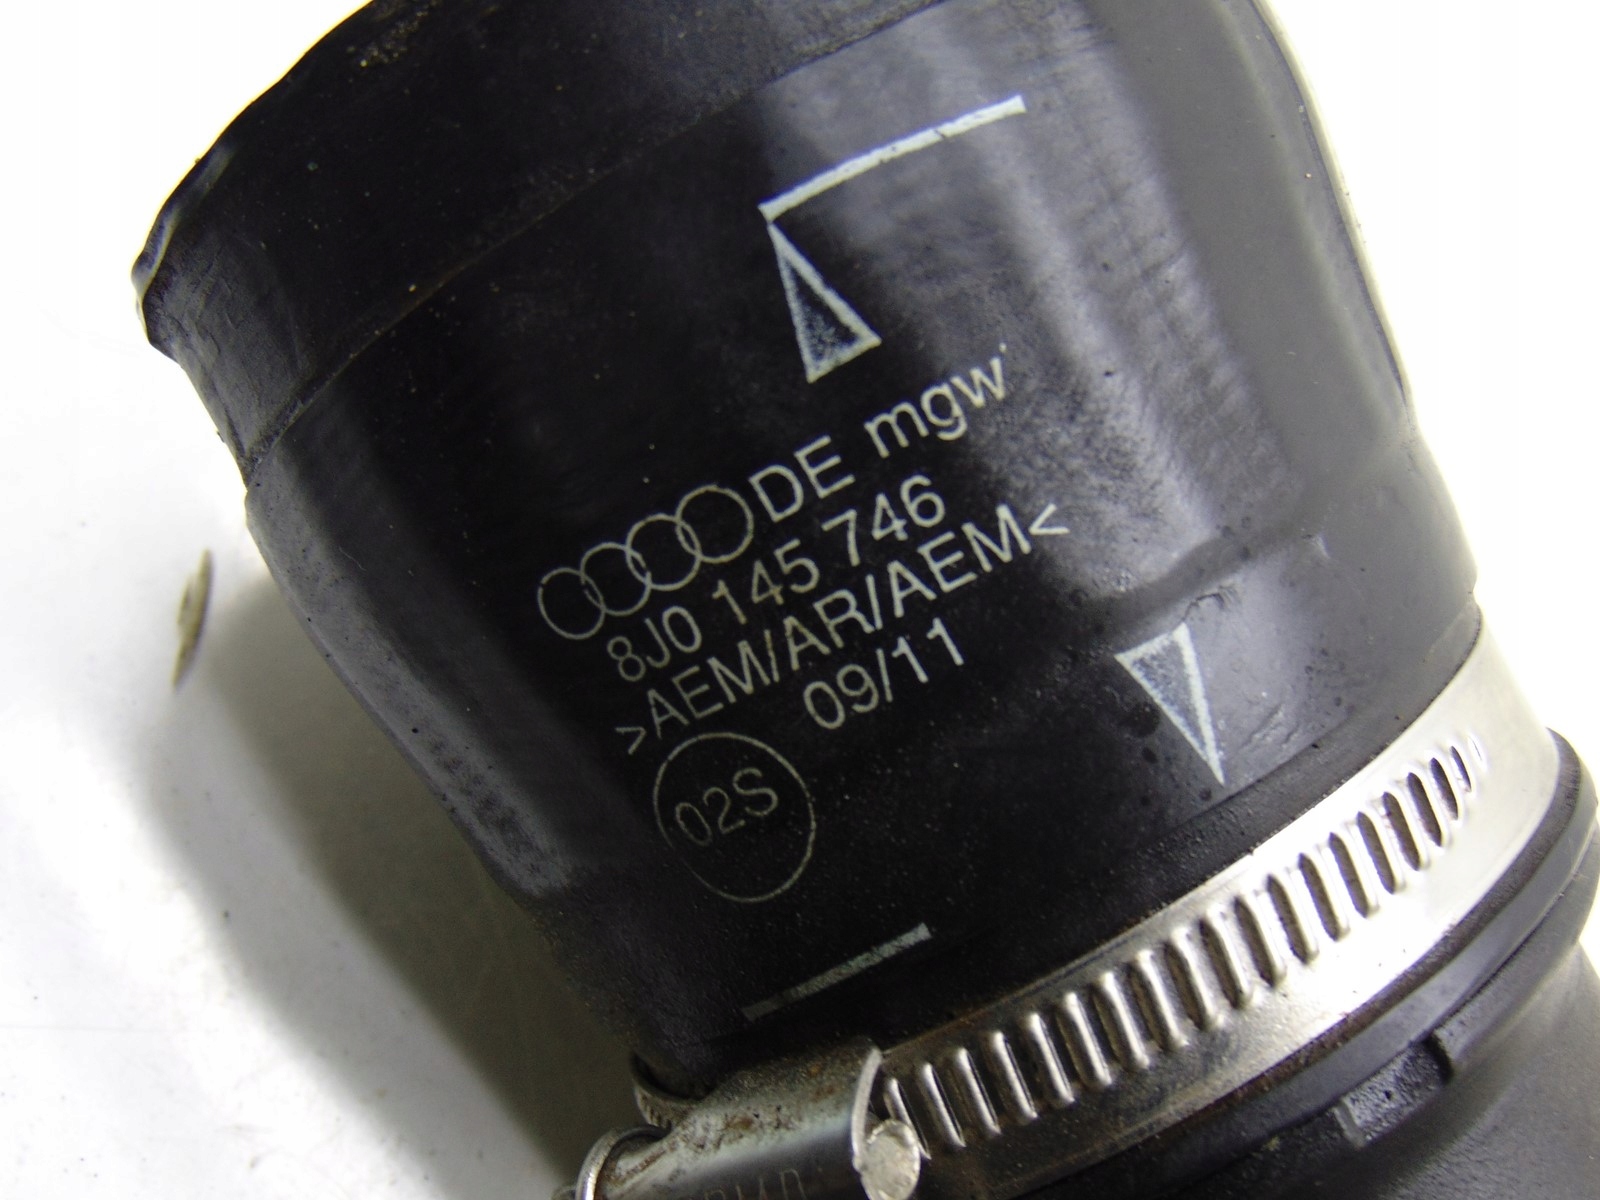 DE mgw
8J0 145 746
>AEM/AR/AEM<
09/11
02S